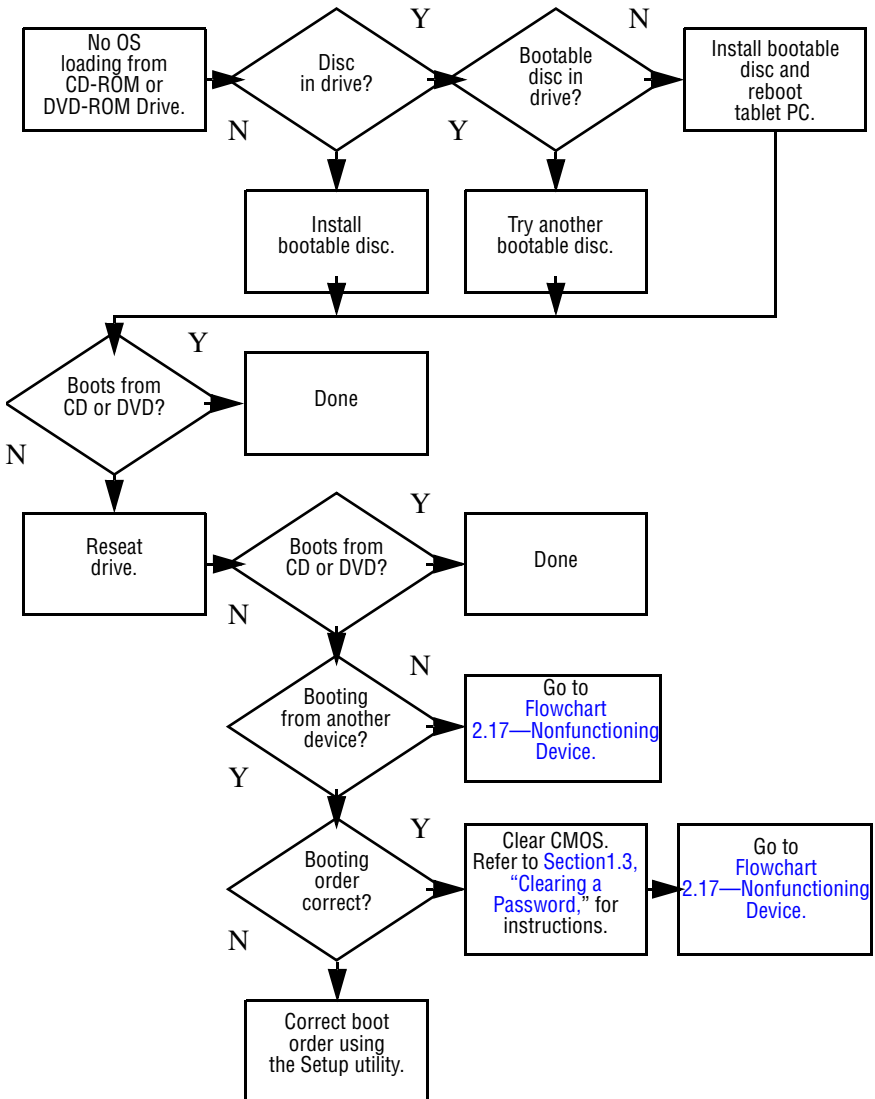 Y
N
No OS
loading from
CD-ROM or
DVD-ROM Drive.
Disc
in drive?
Bootable
disc in
drive?
Install bootable
disc and
reboot
tablet PC.
N
Y
Install
bootable disc.
Try another
bootable disc.
Y
Boots from
CD or DVD?
Done
N
Y
Reseat
drive.
Boots from
CD or DVD?
Done
N
N
Booting
from another
device?
Go to
Flowchart
2.17—Nonfunctioning
Device.
Y
Y
Booting
order
correct?
Clear CMOS.
Refer to Section1.3,
“Clearing a
Password,” for
instructions.
Go to
Flowchart
2.17—Nonfunctioning
Device.
N
Correct boot
order using
the Setup utility.